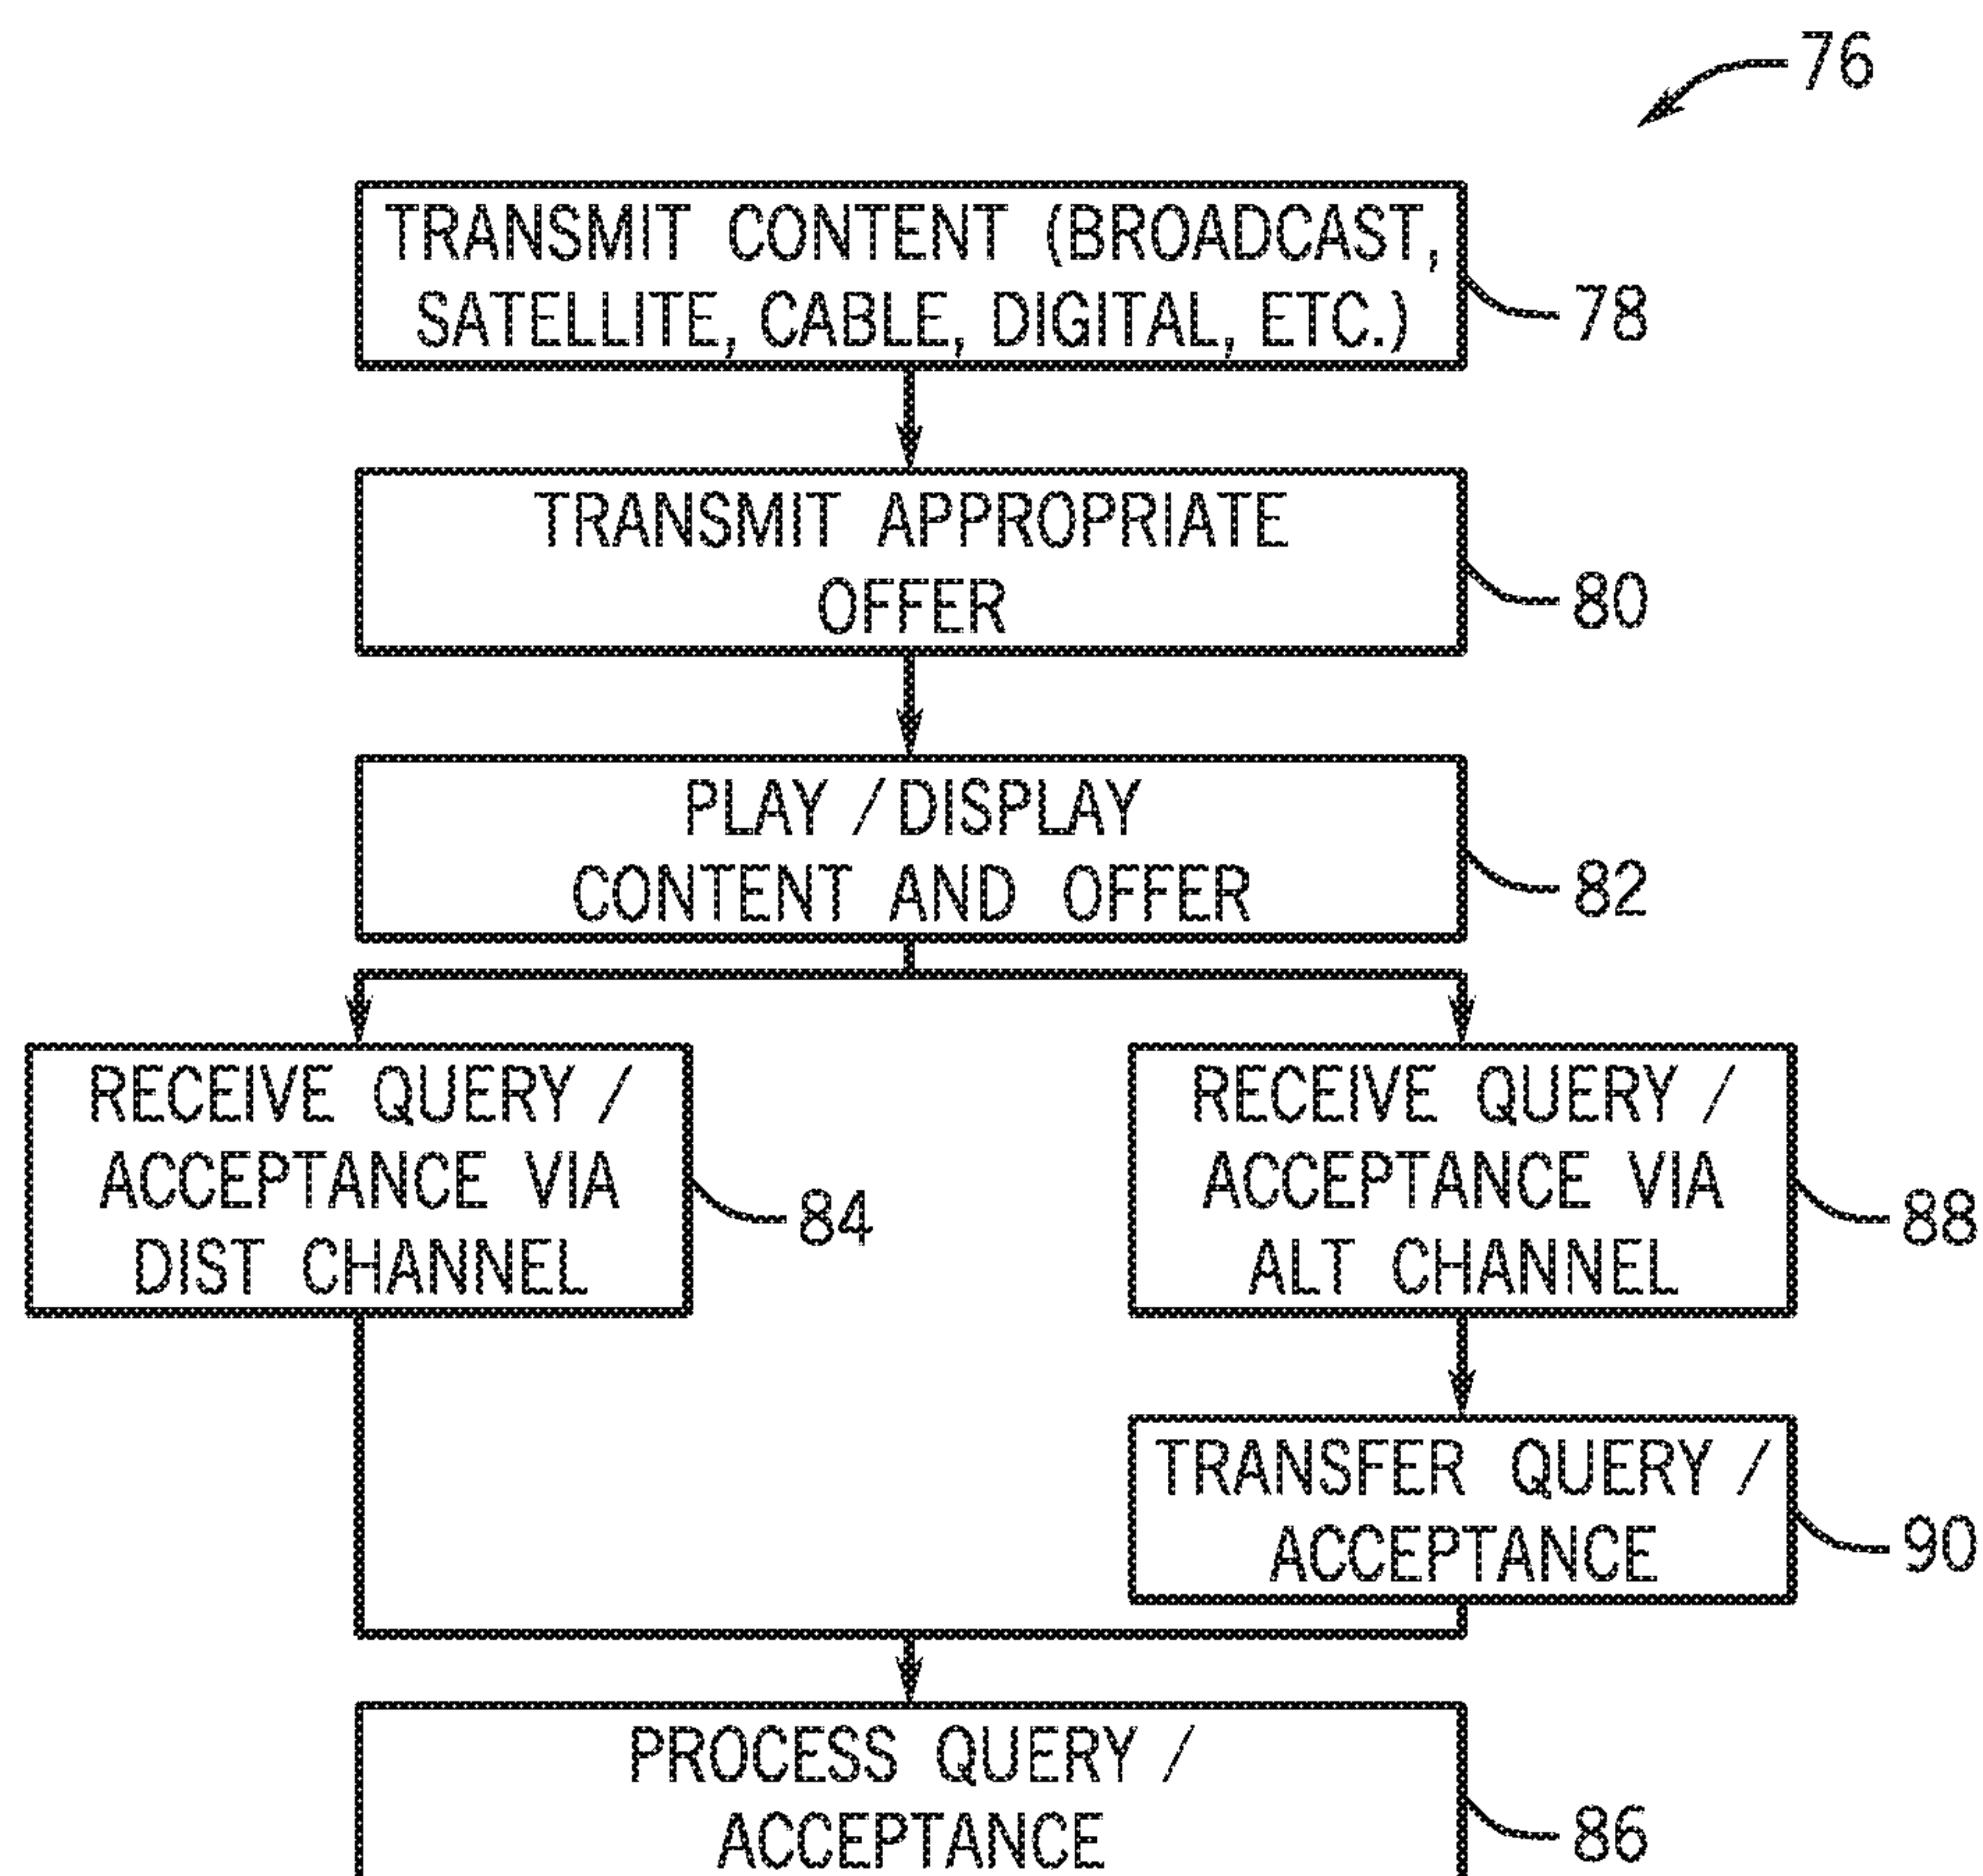 76
TRANSMIT CONTENT (BROADCAST,
SATELLITE, CABLE, DIGITAL, ETC.)
78
TRANSMIT APPROPRIATE
OFFER
80
PLAY / DISPLAY
CONTENT AND OFFER
82
RECEIVE QUERY /
ACCEPTANCE VIA
DIST CHANNEL
84
RECEIVE QUERY /
ACCEPTANCE VIA
ALT CHANNEL
88
TRANSFER QUERY /
ACCEPTANCE
90
PROCESS QUERY /
ACCEPTANCE
86